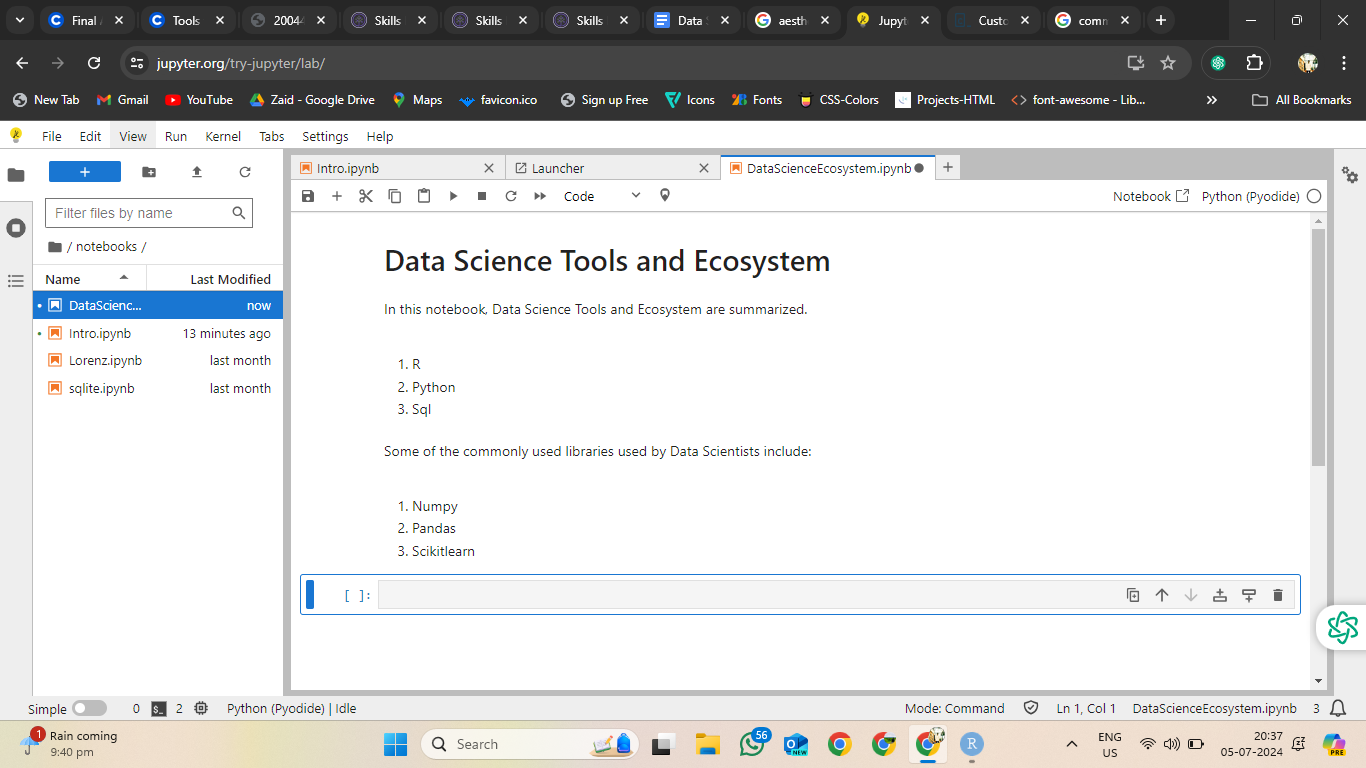 Final
Tools
2004
Skills
Skills
Skills
Data
aesth
Jupyt
Custo
comn
jupyter.org/try-jupyter/lab/
New Tab
Gmail
YouTube
Zaid - Google Drive
Maps
favicon.ico
Sign up Free
Icons
Fonts
CSS-Colors
Projects-HTML
font-awesome - Lib...
»
All Bookmarks
File Edit View Run Kernel Tabs Settings Help
Intro.ipynb
Launcher
DataScienceEcosystem.ipynb
Code
Notebook
Python (Pyodide)
Filter files by name
/ notebooks /
Name Last Modified
DataScienc... now
Intro.ipynb 13 minutes ago
Lorenz.ipynb last month
sqlite.ipynb last month
Data Science Tools and Ecosystem
In this notebook, Data Science Tools and Ecosystem are summarized.
1. R
2. Python
3. Sql
Some of the commonly used libraries used by Data Scientists include:
1. Numpy
2. Pandas
3. Scikitlearn
[ ]:
Simple 0 $_ 2 Python (Pyodide) | Idle
Mode: Command Ln 1, Col 1 DataScienceEcosystem.ipynb 3
1
Rain coming
9:40 pm
Search
56
NEW
R
ENG
US
20:37
05-07-2024
PRE